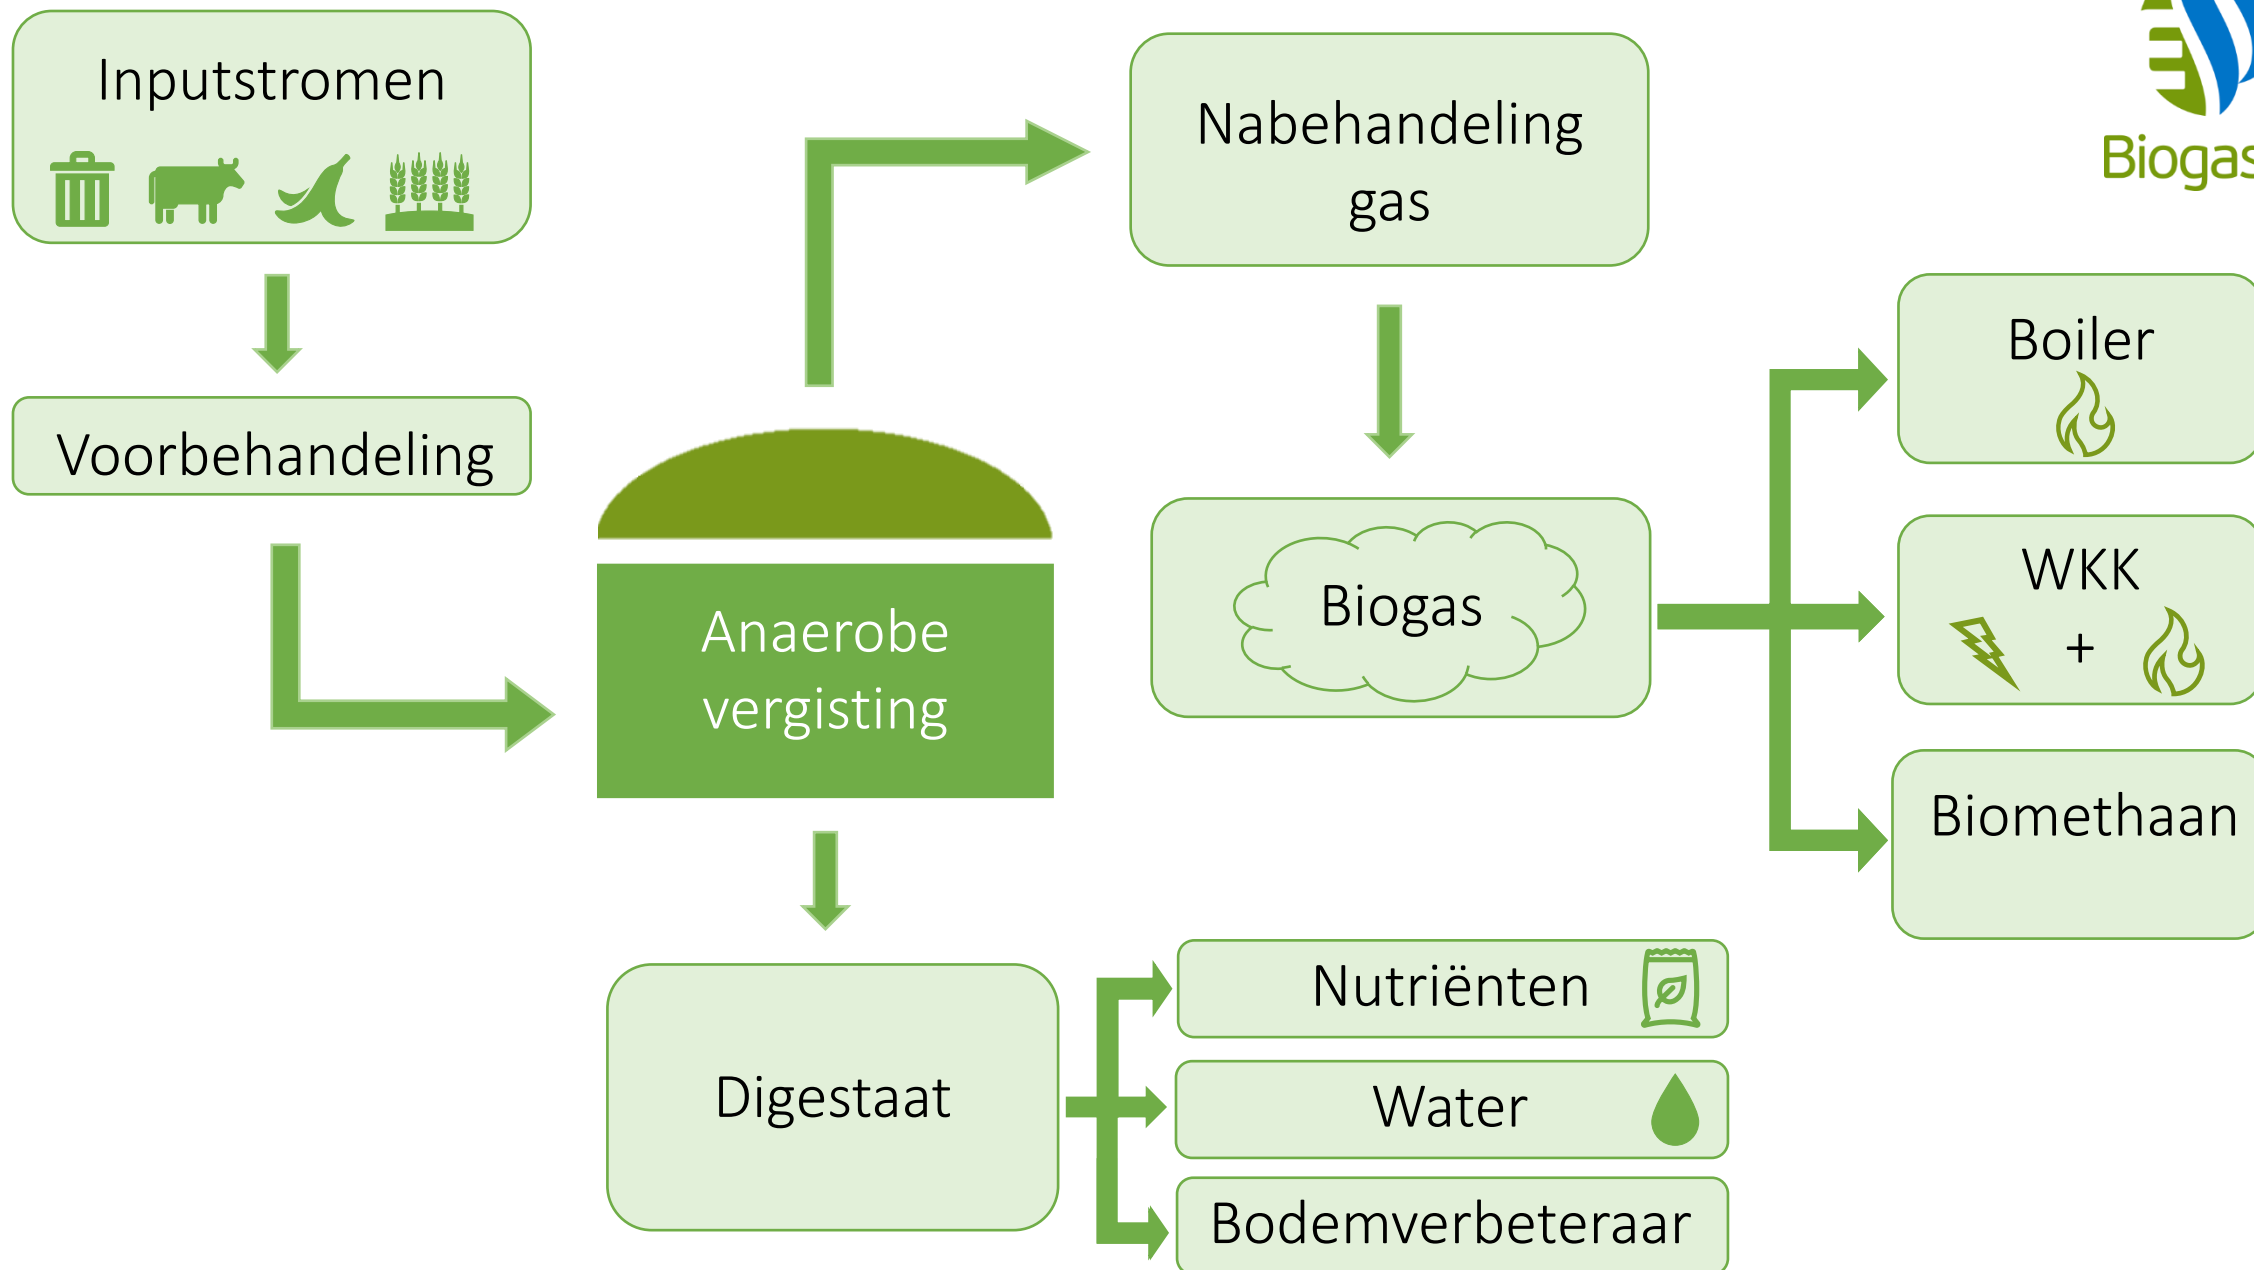 Inputstromen
Voorbehandeling
Anaerobe
vergisting
Nabehandeling
gas
Biogas
Boiler
WKK
+
Biomethaan
Digestaat
Nutriënten
Water
Bodemverbeteraar
Biogas